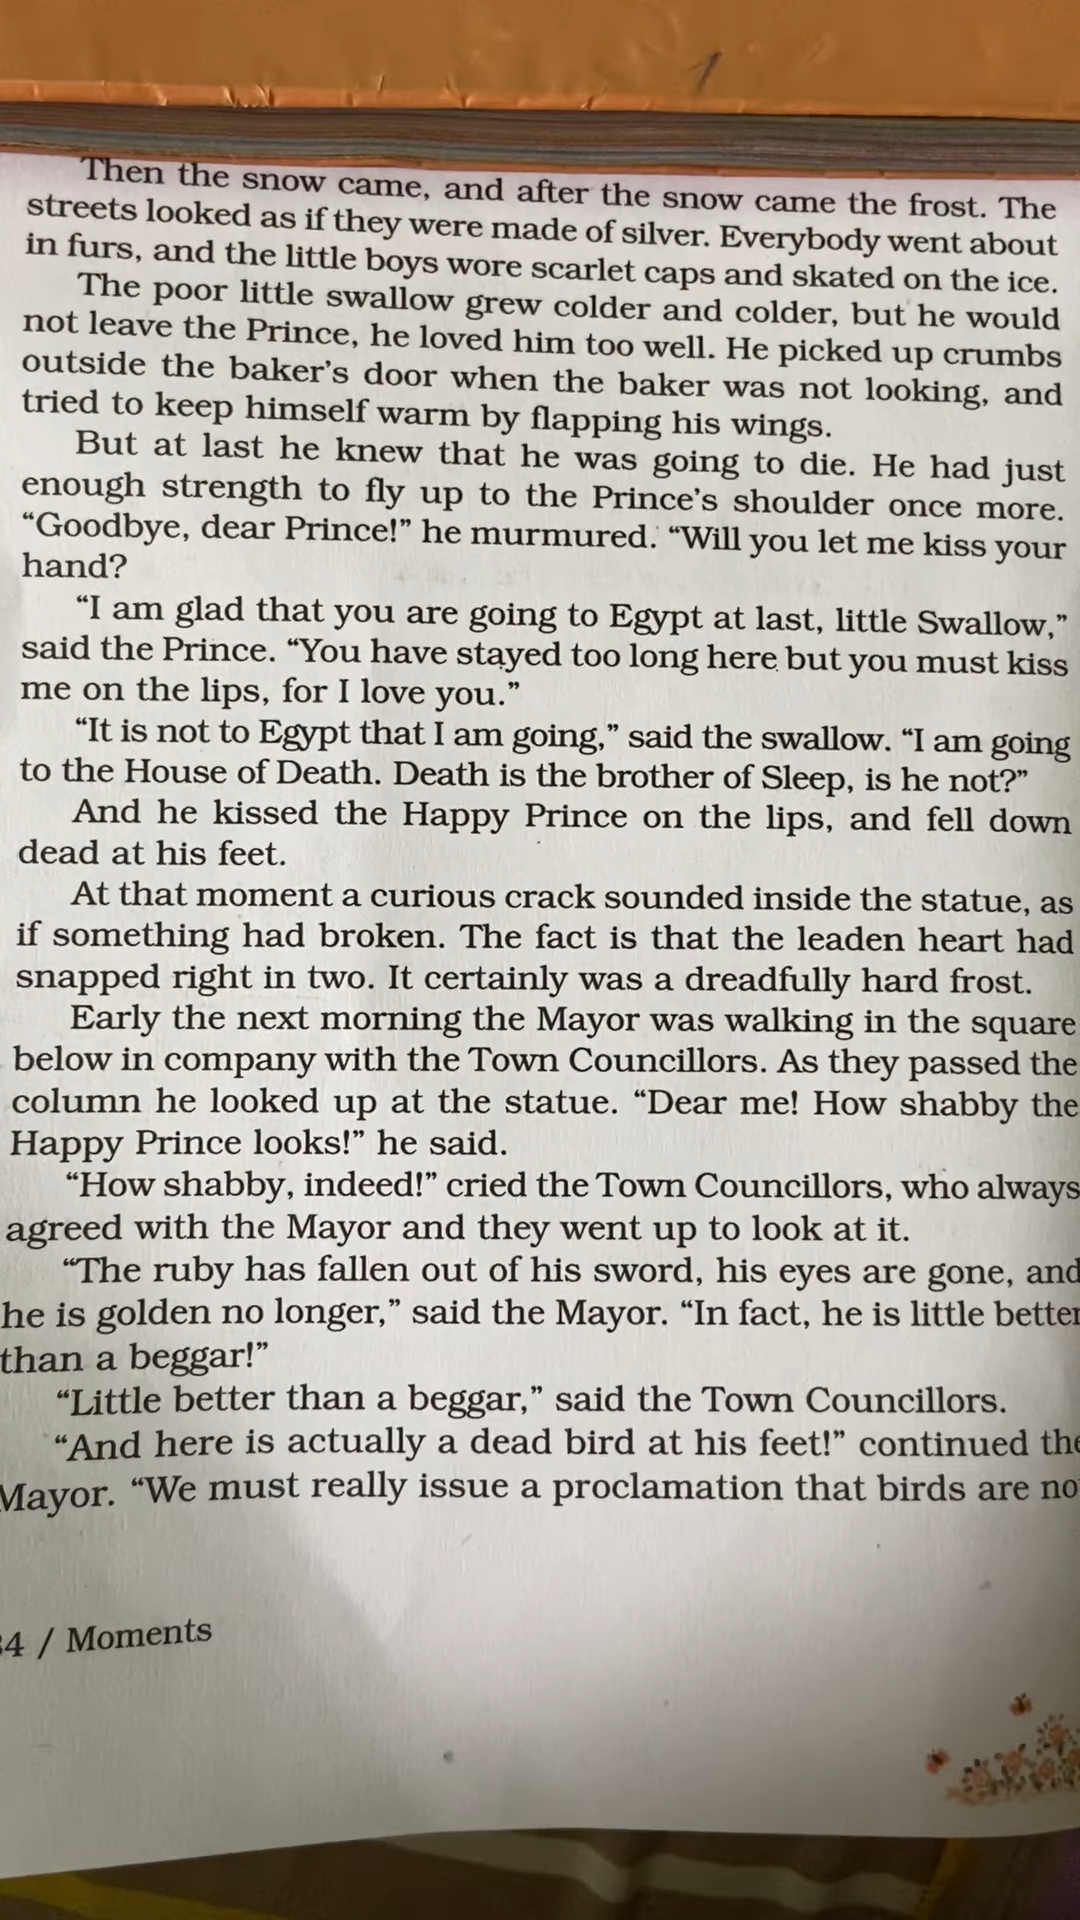 Then the snow came, and after the snow came the frost. The
streets looked as if they were made of silver. Everybody went about
in furs, and the little boys wore scarlet caps and skated on the ice.
The poor little swallow grew colder and colder, but he would
not leave the Prince, he loved him too well. He picked up crumbs
outside the baker's door when the baker was not looking, and
tried to keep himself warm by flapping his wings.
But at last he knew that he was going to die. He had just
enough strength to fly up to the Prince's shoulder once more.
“Goodbye, dear Prince!” he murmured. “Will you let me kiss your
hand?
“I am glad that you are going to Egypt at last, little Swallow,”
said the Prince. “You have stayed too long here but you must kiss
me on the lips, for I love you.”
“It is not to Egypt that I am going,” said the swallow. “I am going
to the House of Death. Death is the brother of Sleep, is he not?”
And he kissed the Happy Prince on the lips, and fell down
dead at his feet.
At that moment a curious crack sounded inside the statue, as
if something had broken. The fact is that the leaden heart had
snapped right in two. It certainly was a dreadfully hard frost.
Early the next morning the Mayor was walking in the square
below in company with the Town Councillors. As they passed the
column he looked up at the statue. “Dear me! How shabby the
Happy Prince looks!” he said.
“How shabby, indeed!” cried the Town Councillors, who always
agreed with the Mayor and they went up to look at it.
“The ruby has fallen out of his sword, his eyes are gone, and
he is golden no longer,” said the Mayor. “In fact, he is little better
than a beggar!”
“Little better than a beggar,” said the Town Councillors.
“And here is actually a dead bird at his feet!” continued the
Mayor. “We must really issue a proclamation that birds are no
4 / Moments
1